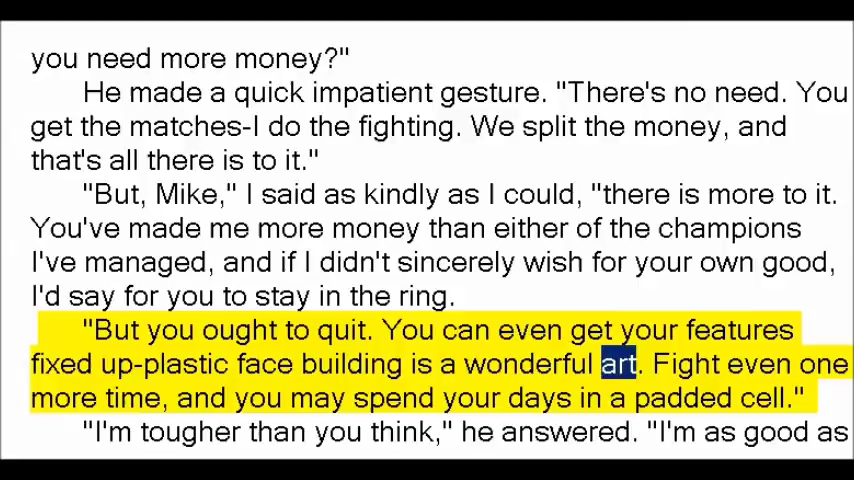 you need more money?"
He made a quick impatient gesture. "There's no need. You
get the matches-I do the fighting. We split the money, and
that's all there is to it."
"But, Mike," I said as kindly as I could, "there is more to it.
You've made me more money than either of the champions
I've managed, and if I didn't sincerely wish for your own good,
I'd say for you to stay in the ring.
"But you ought to quit. You can even get your features
fixed up-plastic face building is a wonderful art. Fight even one
more time, and you may spend your days in a padded cell."
"I'm tougher than you think," he answered. "I'm as good as